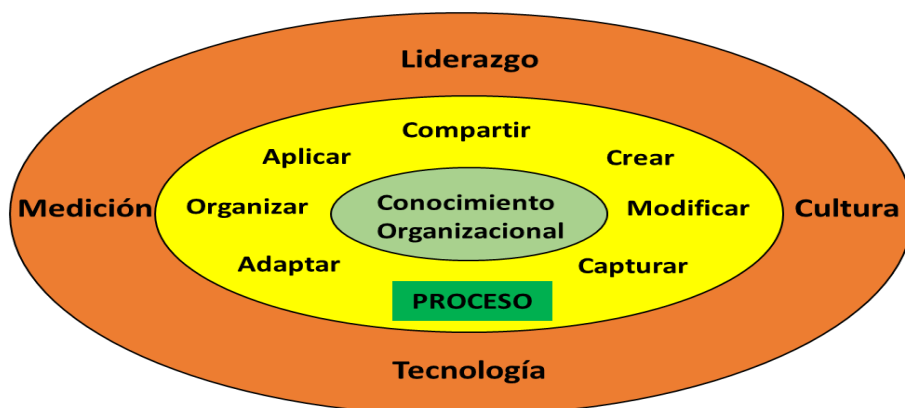 Liderazgo
Compartir
Aplicar
Crear
Medición
Organizar
Conocimiento
Organizacional
Modificar
Cultura
Adaptar
Capturar
PROCESO
Tecnología